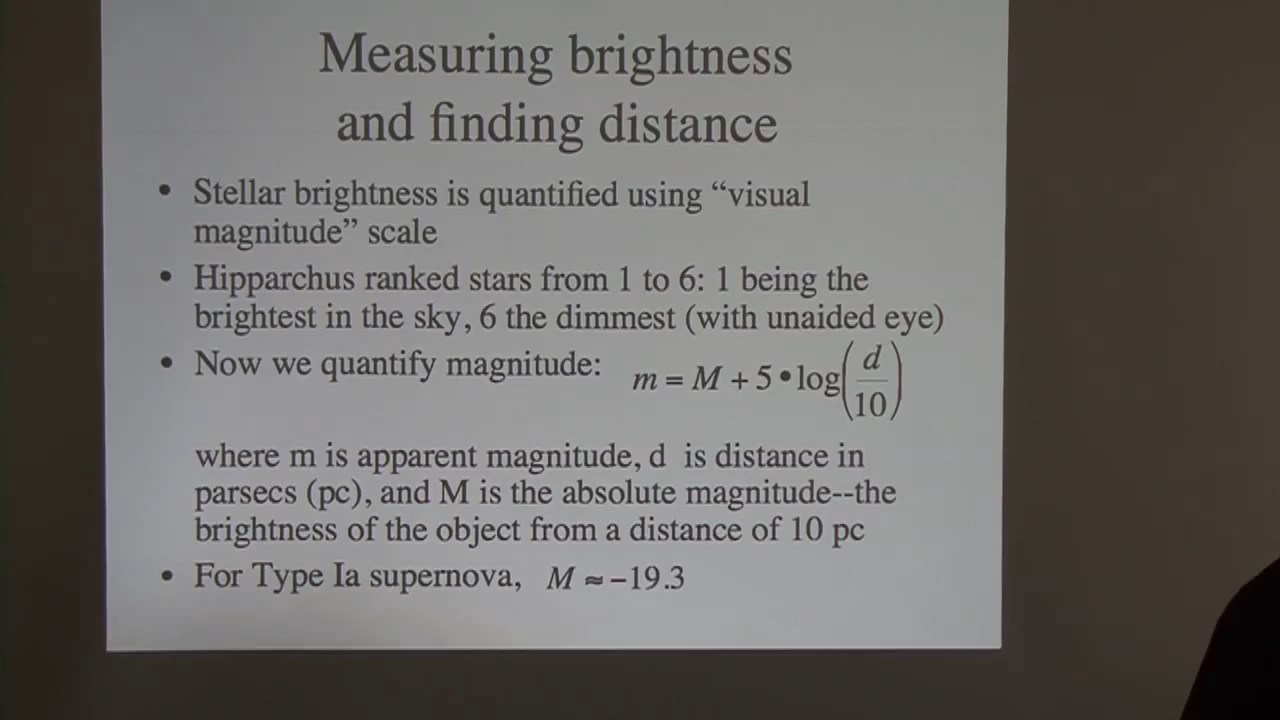 Measuring brightness
and finding distance
• Stellar brightness is quantified using “visual
magnitude” scale
• Hipparchus ranked stars from 1 to 6: 1 being the
brightest in the sky, 6 the dimmest (with unaided eye)
• Now we quantify magnitude: m = M + 5 • log(d/10)
where m is apparent magnitude, d is distance in
parsecs (pc), and M is the absolute magnitude--the
brightness of the object from a distance of 10 pc
• For Type Ia supernova, M ≈ −19.3